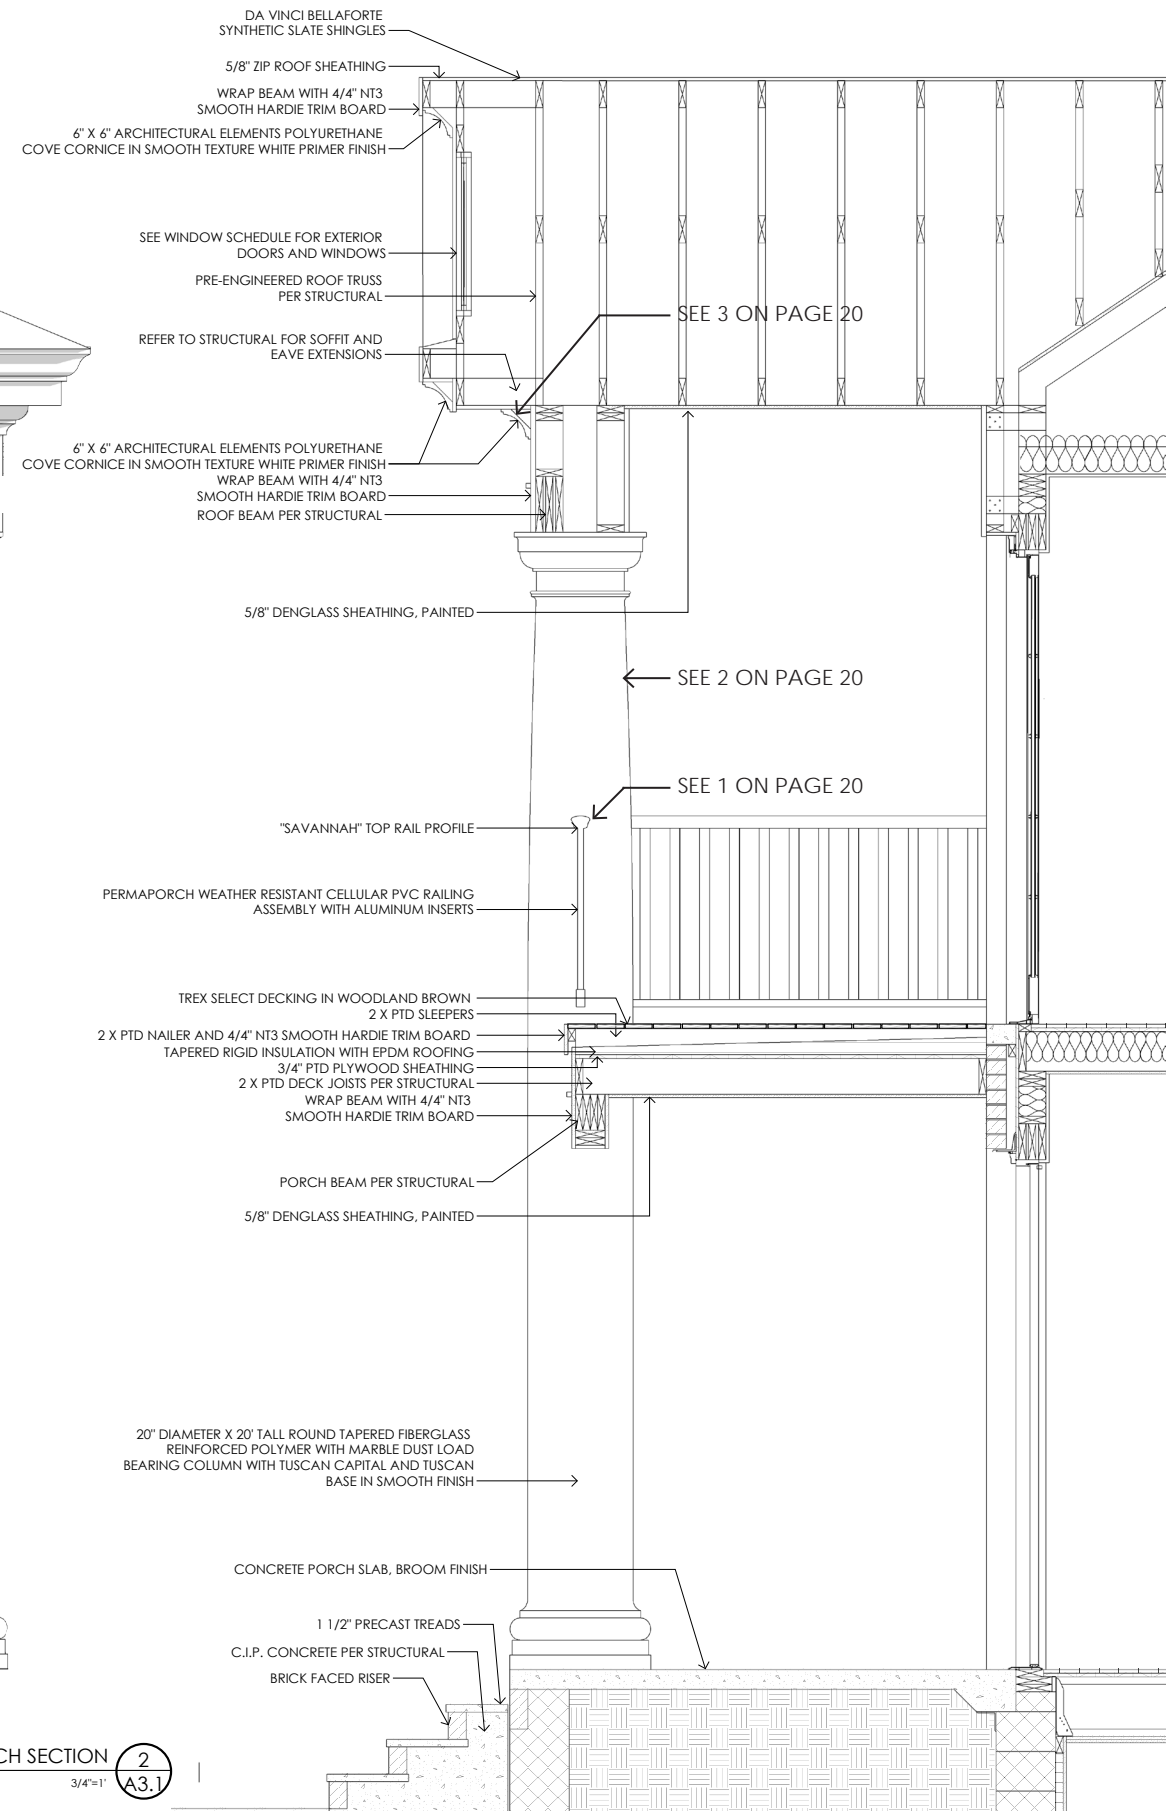 DA VINCI BELLAFORTE
SYNTHETIC SLATE SHINGLES
5/8" ZIP ROOF SHEATHING
WRAP BEAM WITH 4/4" NT3
SMOOTH HARDIE TRIM BOARD
6" X 6" ARCHITECTURAL ELEMENTS POLYURETHANE
COVE CORNICE IN SMOOTH TEXTURE WHITE PRIMER FINISH
SEE WINDOW SCHEDULE FOR EXTERIOR
DOORS AND WINDOWS
PRE-ENGINEERED ROOF TRUSS
PER STRUCTURAL
SEE 3 ON PAGE 20
REFER TO STRUCTURAL FOR SOFFIT AND
EAVE EXTENSIONS
6" X 6" ARCHITECTURAL ELEMENTS POLYURETHANE
COVE CORNICE IN SMOOTH TEXTURE WHITE PRIMER FINISH
WRAP BEAM WITH 4/4" NT3
SMOOTH HARDIE TRIM BOARD
ROOF BEAM PER STRUCTURAL
5/8" DENGLASS SHEATHING, PAINTED
SEE 2 ON PAGE 20
SEE 1 ON PAGE 20
"SAVANNAH" TOP RAIL PROFILE
PERMAPORCH WEATHER RESISTANT CELLULAR PVC RAILING
ASSEMBLY WITH ALUMINUM INSERTS
TREX SELECT DECKING IN WOODLAND BROWN
2 X PTD SLEEPERS
2 X PTD NAILER AND 4/4" NT3 SMOOTH HARDIE TRIM BOARD
TAPERED RIGID INSULATION WITH EPDM ROOFING
3/4" PTD PLYWOOD SHEATHING
2 X PTD DECK JOISTS PER STRUCTURAL
WRAP BEAM WITH 4/4" NT3
SMOOTH HARDIE TRIM BOARD
PORCH BEAM PER STRUCTURAL
5/8" DENGLASS SHEATHING, PAINTED
20" DIAMETER X 20' TALL ROUND TAPERED FIBERGLASS
REINFORCED POLYMER WITH MARBLE DUST LOAD
BEARING COLUMN WITH TUSCAN CAPITAL AND TUSCAN
BASE IN SMOOTH FINISH
CONCRETE PORCH SLAB, BROOM FINISH
1 1/2" PRECAST TREADS
C.I.P. CONCRETE PER STRUCTURAL
BRICK FACED RISER
CH SECTION
2
3/4"=1'
A3.1